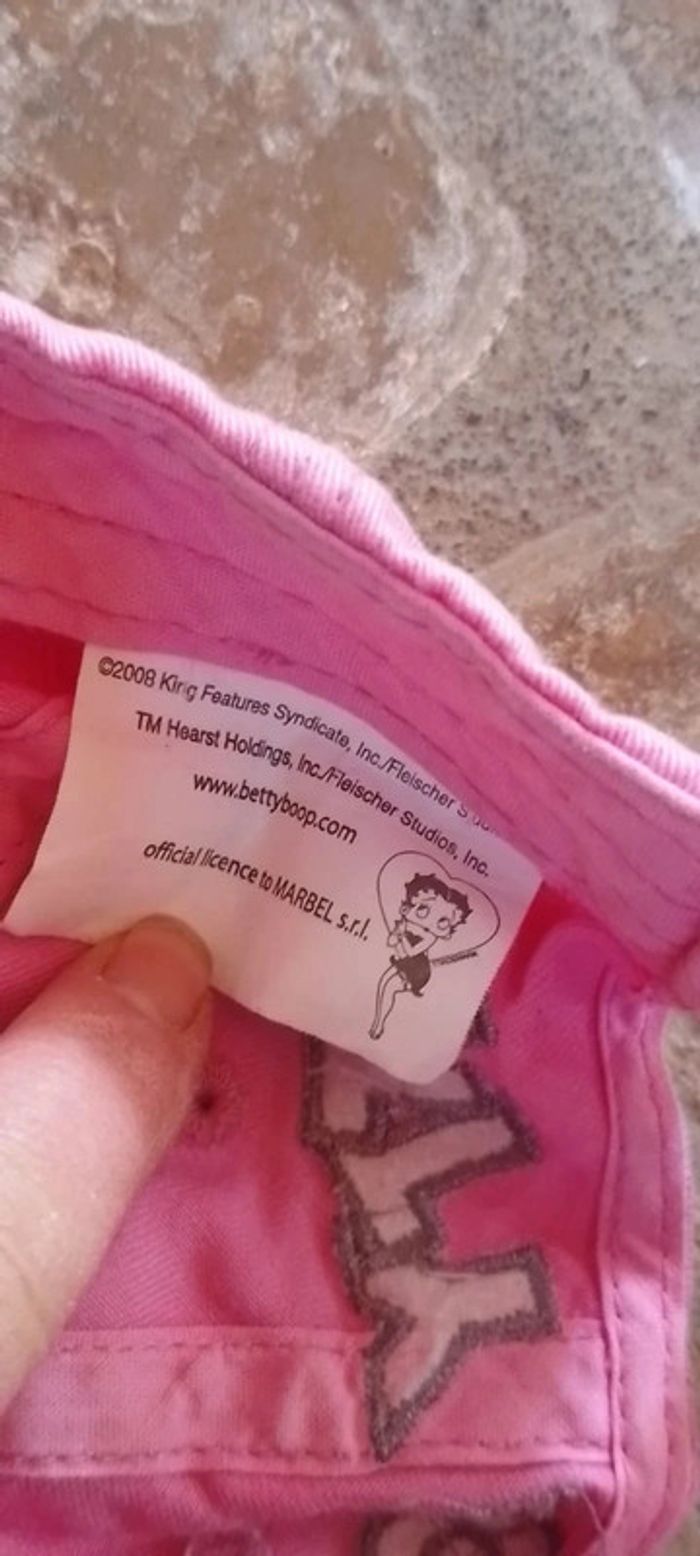 ©2008 King Features Syndicate, Inc./Fleischer
TM Hearst Holdings, Inc./Fleischer Studios, Inc.
www.bettyboop.com
official licence to MARBEL s.r.l.